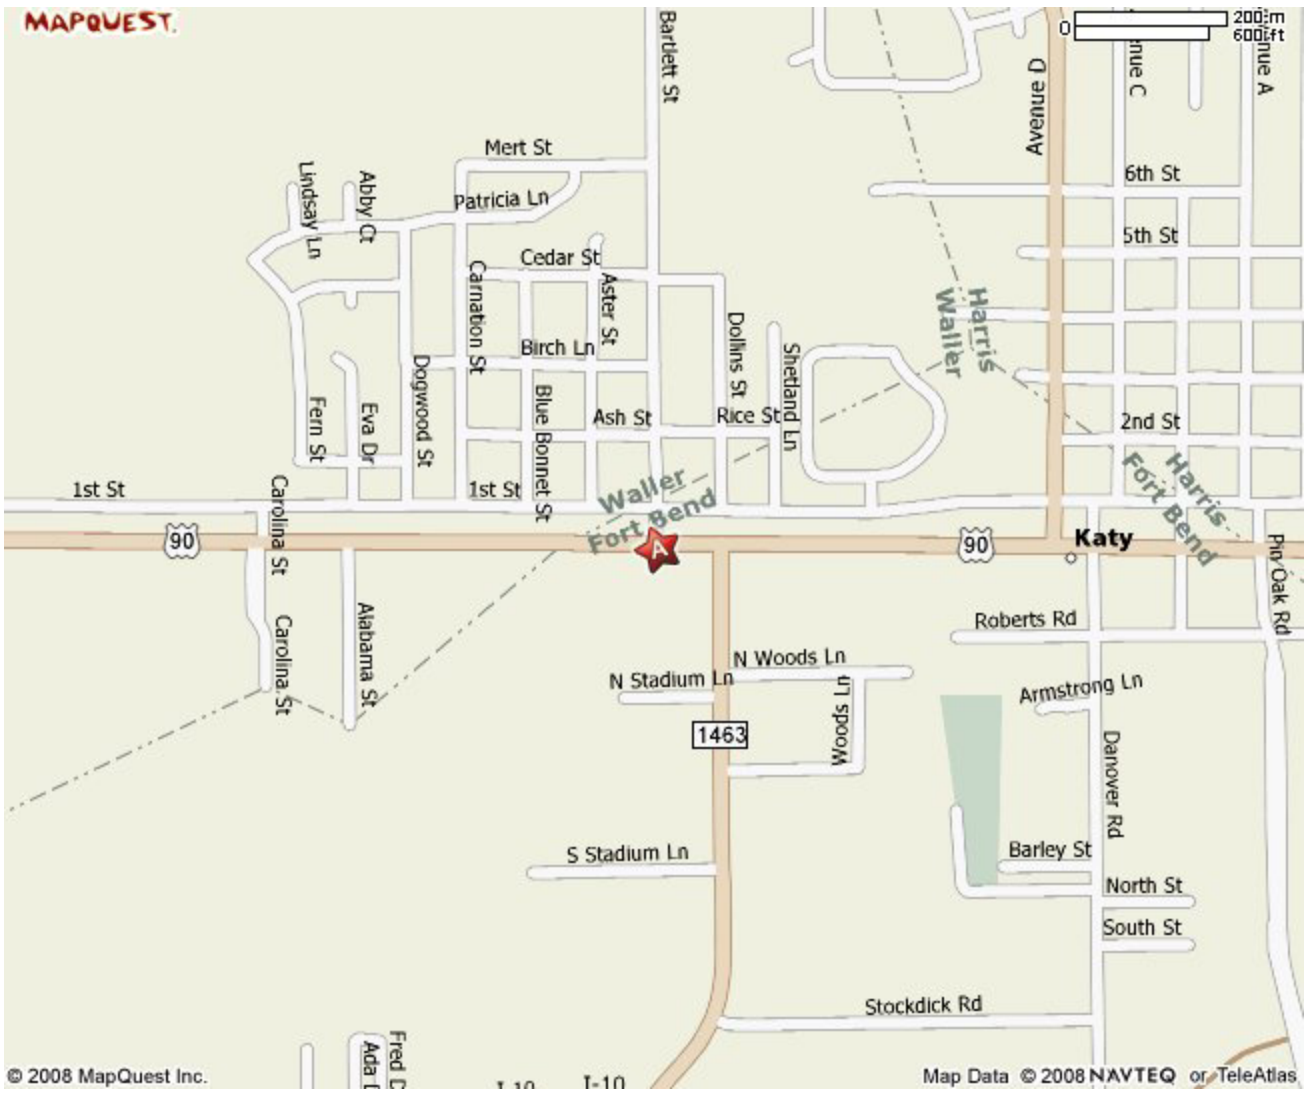 MAPQUEST.
0
200 m
600 ft
Bartlett St
Avenue D
enue C
nue A
Mert St
6th St
Lindsay Ln
Abby Ct
Patricia Ln
5th St
Cedar St
Carnation St
Aster St
Harris
Waller
Dollins St
Shetland Ln
Birch Ln
Dogwood St
Blue Bonnet St
Fern St
Eva Dr
Ash St
Rice St
2nd St
1st St
Carolina St
1st St
Waller
Fort Bend
Harris
Fort Bend
90
A
90
Katy
Pin Oak Rd
Carolina St
Alabama St
Roberts Rd
N Woods Ln
N Stadium Ln
Woods Ln
Armstrong Ln
1463
Danover Rd
S Stadium Ln
Barley St
North St
South St
Stockdick Rd
Fred D
Ada
I-10
I-10
© 2008 MapQuest Inc.
Map Data © 2008 NAVTEQ or TeleAtlas